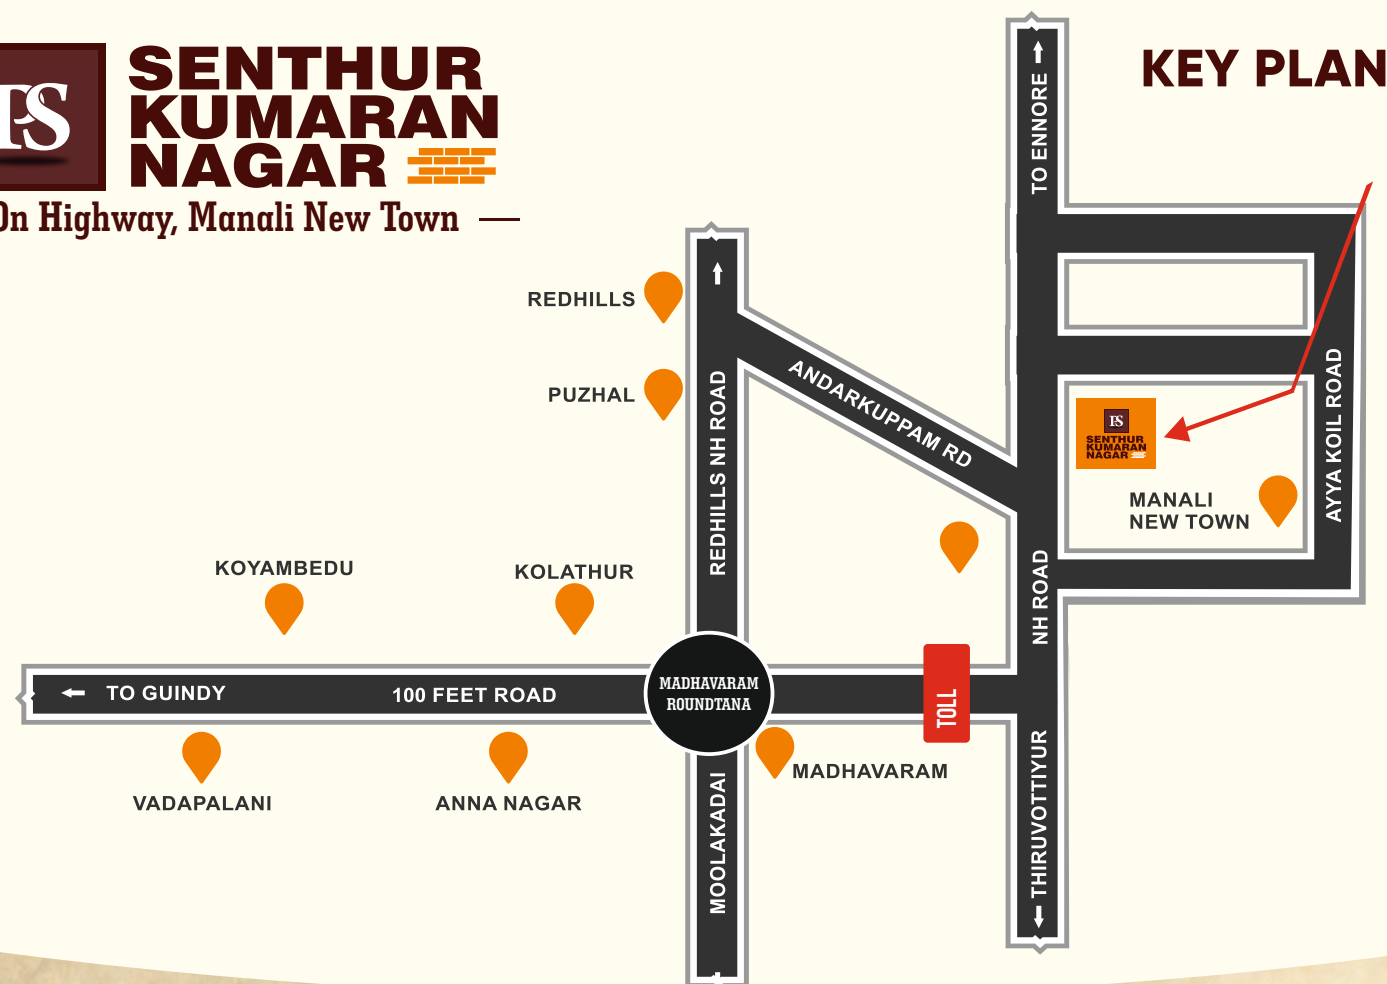 PS
SENTHUR
KUMARAN
NAGAR
On Highway, Manali New Town
KEY PLAN
TO ENNORE
REDHILLS
PUZHAL
REDHILLS NH ROAD
ANDARKUPPAM RD
AYYA KOIL ROAD
PS
SENTHUR
KUMARAN
NAGAR
MANALI
NEW TOWN
KOYAMBEDU
KOLATHUR
NH ROAD
TO GUINDY
100 FEET ROAD
MADHAVARAM
ROUNDTANA
TOLL
VADAPALANI
ANNA NAGAR
MADHAVARAM
MOOLAKADAI
THIRUVOTTIYUR